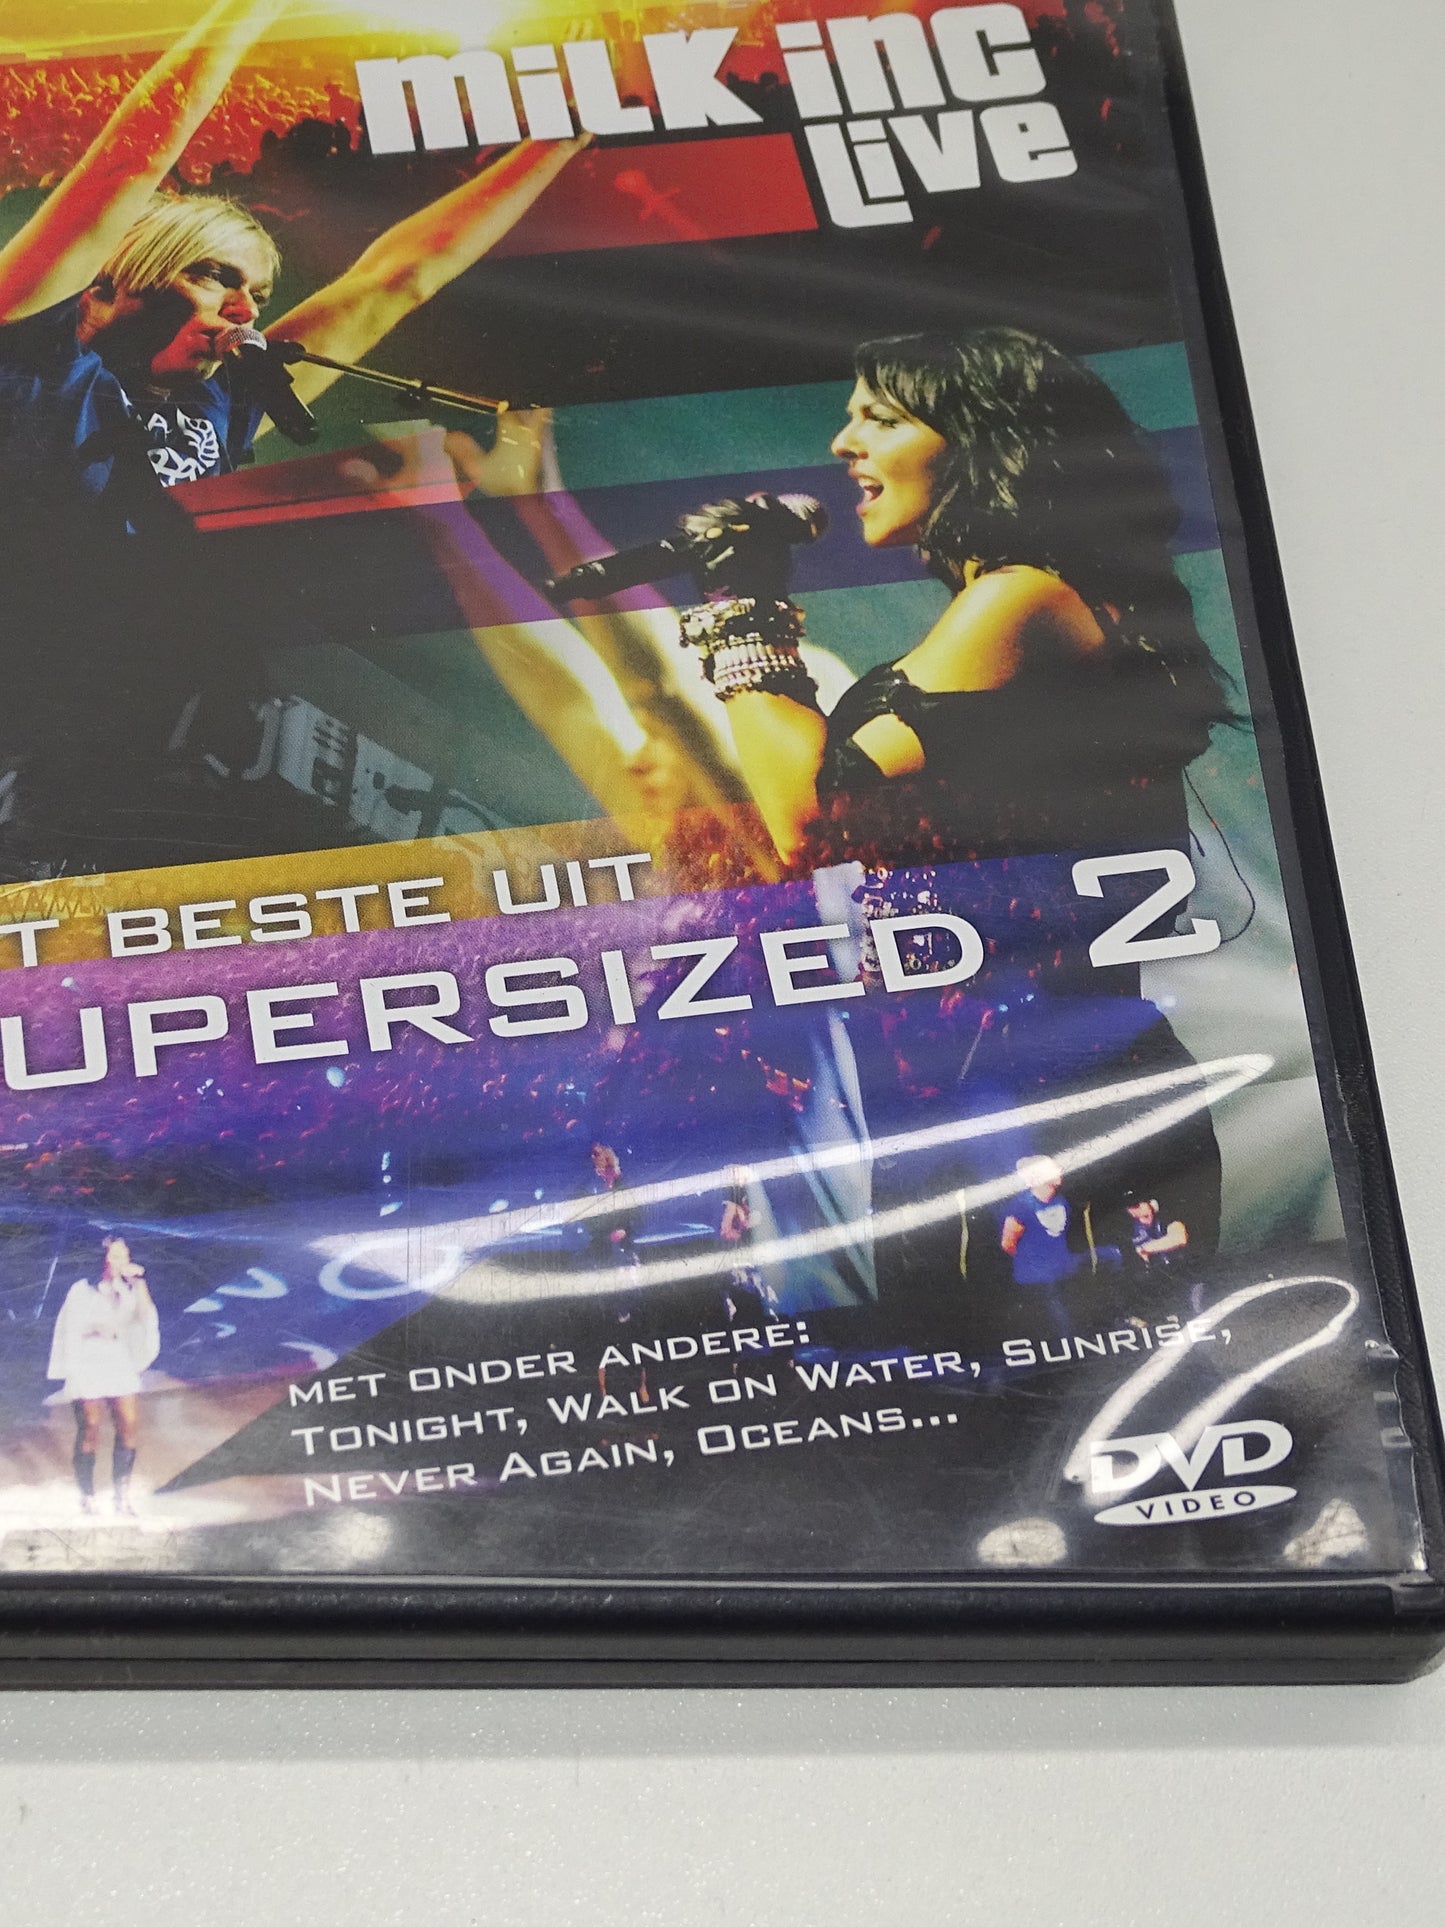 MILK INC
LIVE
T BESTE UIT
UPERSIZED 2
MET ONDER ANDERE:
TONIGHT, WALK ON WATER, SUNRISE,
NEVER AGAIN, OCEANS...
DVD
VIDEO